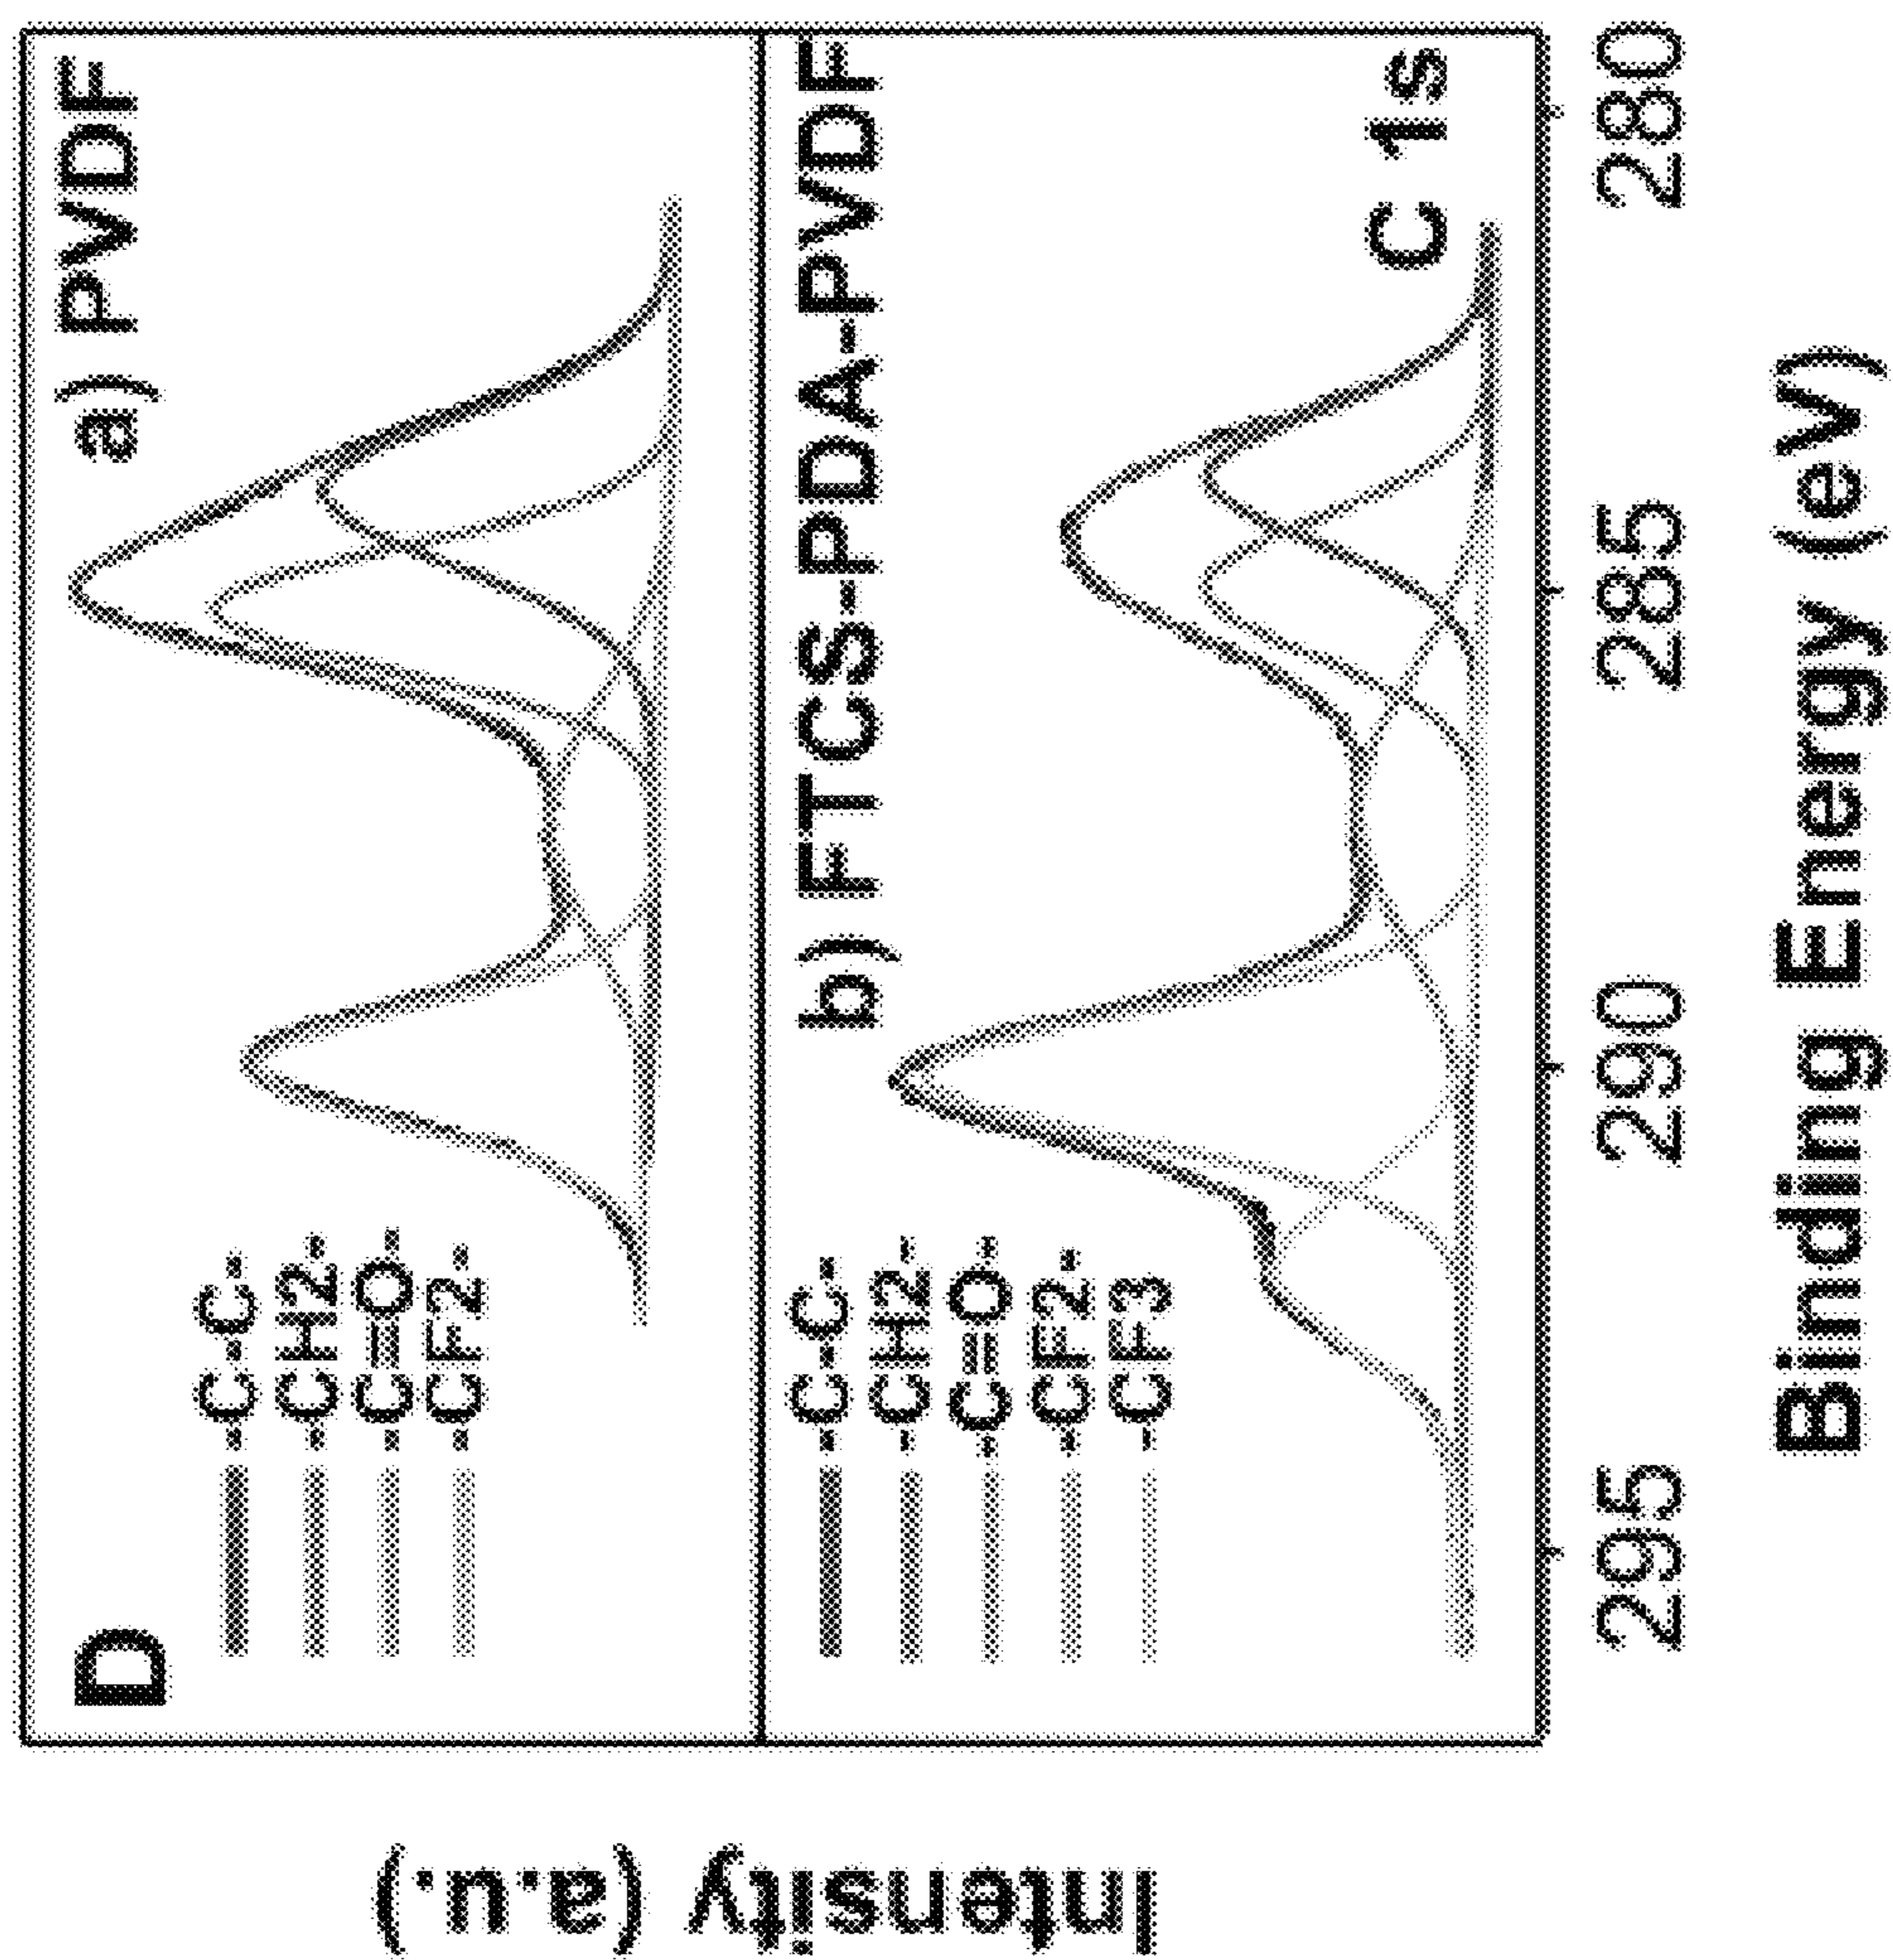 D
a) PVDF
-C-C-
-CH2-
-C=O-
-CF2-
b) FTCS-PDA-PVDF
-C-C-
-CH2-
-C=O-
-CF2-
-CF3
C 1s
295 290 285 280
Binding Energy (eV)
Intensity (a.u.)